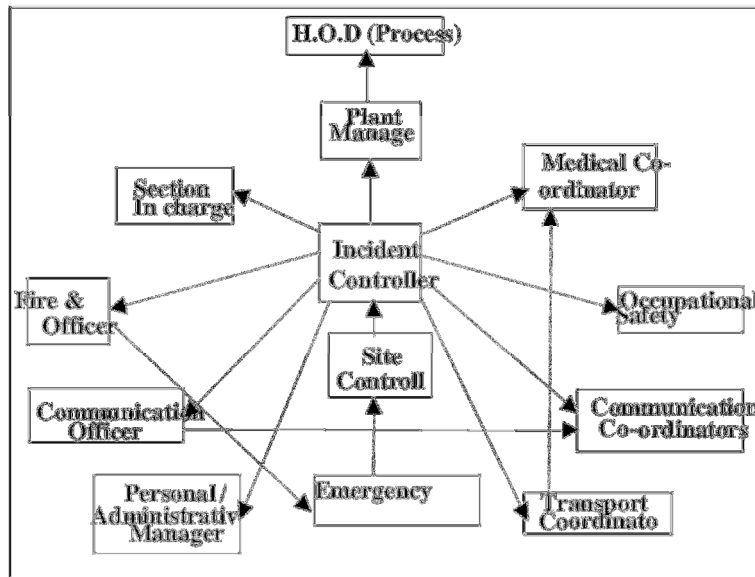 H.O.D (Process)
Plant
Manage
Section
In charge
Medical Co-
ordinator
Incident
Controller
Fire &
Officer
Occupational
Safety
Site
Controll
Communication
Officer
Communication
Co-ordinators
Personal/
Administrativ
Manager
Emergency
Transport
Coordinato